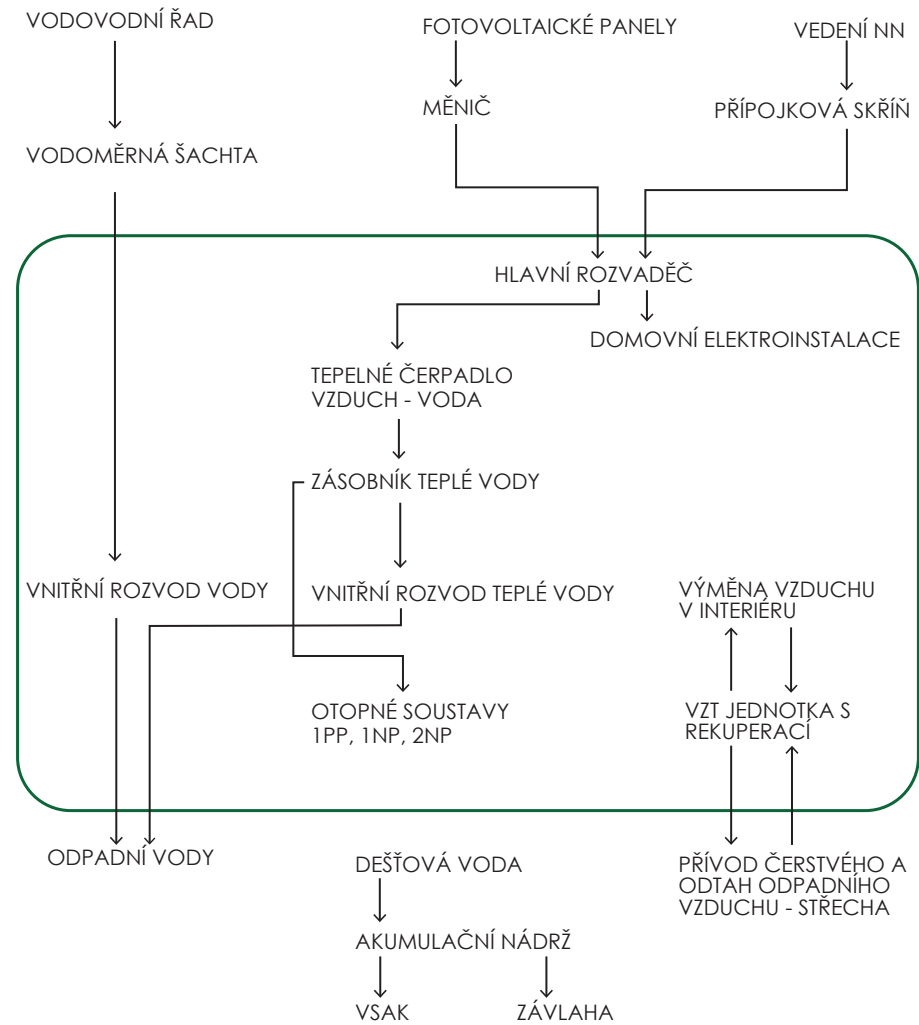 VODOVODNÍ ŘAD
FOTOVOLTAICKÉ PANELY
VEDENÍ NN
MĚNIČ
PŘÍPOJKOVÁ SKŘÍŇ
VODOMĚRNÁ ŠACHTA
HLAVNÍ ROZVADĚČ
DOMOVNÍ ELEKTROINSTALACE
TEPELNÉ ČERPADLO
VZDUCH - VODA
ZÁSOBNÍK TEPLÉ VODY
VNITŘNÍ ROZVOD VODY
VNITŘNÍ ROZVOD TEPLÉ VODY
VÝMĚNA VZDUCHU
V INTERIÉRU
OTOPNÉ SOUSTAVY
1PP, 1NP, 2NP
VZT JEDNOTKA S
REKUPERACÍ
ODPADNÍ VODY
DEŠŤOVÁ VODA
PŘÍVOD ČERSTVÉHO A
ODTAH ODPADNÍHO
VZDUCHU - STŘECHA
AKUMULAČNÍ NÁDRŽ
VSAK
ZÁVLAHA